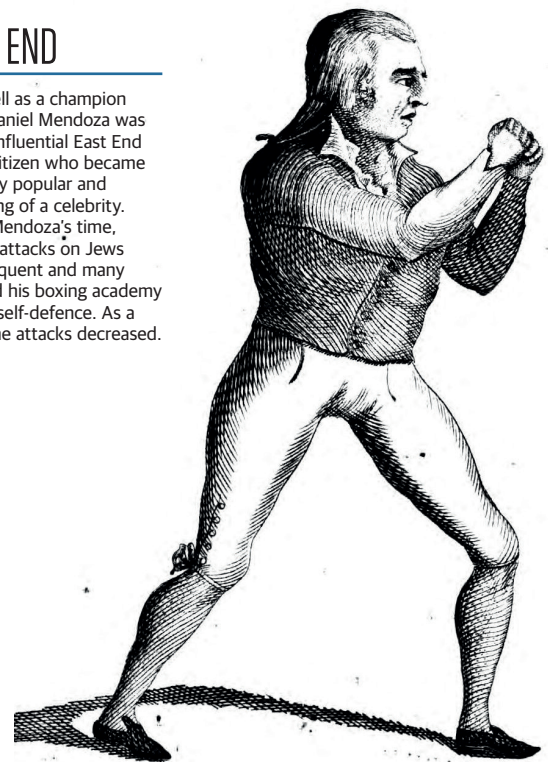 END
ll as a champion
aniel Mendoza was
nfluential East End
itizen who became
y popular and
ng of a celebrity.
Mendoza's time,
attacks on Jews
quent and many
d his boxing academy
self-defence. As a
ne attacks decreased.